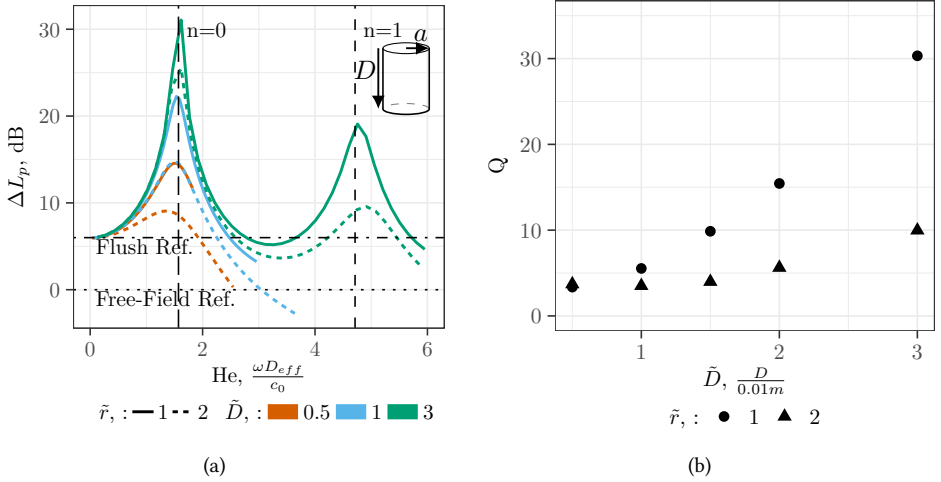 30
20
10
0
ΔL_p, dB
n=0
n=1
a
D
Flush Ref.
Free-Field Ref.
0 2 4 6
He, ωD_eff/c_0
r̃, : 1 2 D̃, : 0.5 1 3
(a)
30
20
10
0
Q
1 2 3
D̃, D/0.01m
r̃, : 1 2
(b)